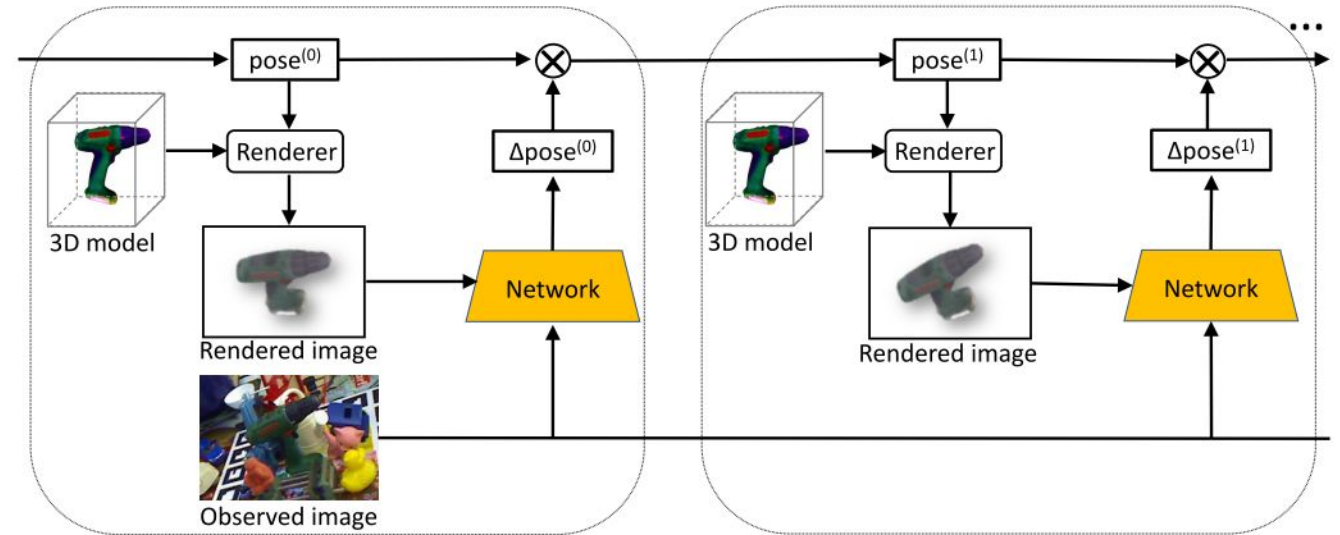 ...
pose(0)
pose(1)
Renderer
Δpose(0)
Renderer
Δpose(1)
3D model
3D model
Network
Network
Rendered image
Rendered image
Observed image